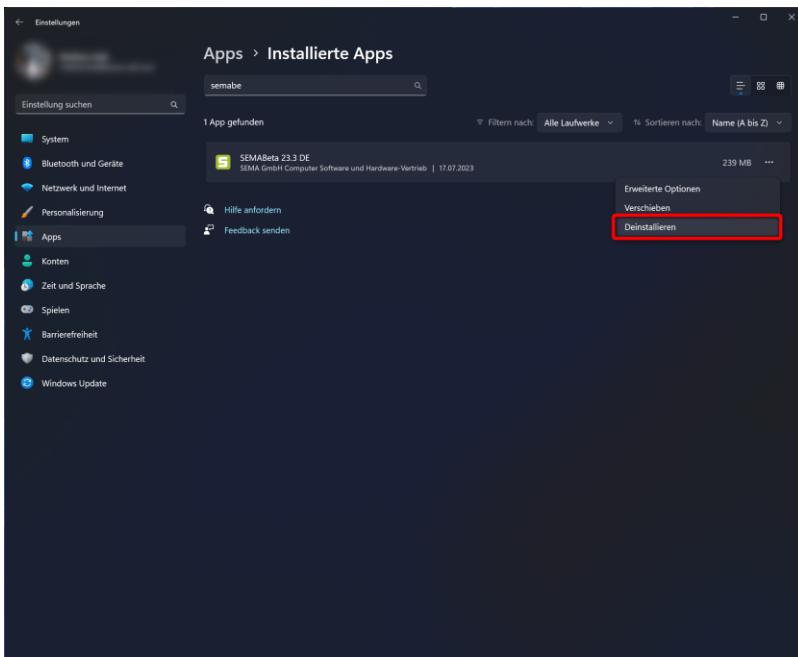 Einstellungen
Apps > Installierte Apps
semabe
Einstellung suchen
1 App gefunden
Filtern nach: Alle Laufwerke
Sortieren nach: Name (A bis Z)
System
Bluetooth und Geräte
Netzwerk und Internet
Personalisierung
Apps
Konten
Zeit und Sprache
Spielen
Barrierefreiheit
Datenschutz und Sicherheit
Windows Update
SEMABeta 23.3 DE
SEMA GmbH Computer Software und Hardware-Vertrieb | 17.07.2023
239 MB
Erweiterte Optionen
Verschieben
Deinstallieren
Hilfe anfordern
Feedback senden